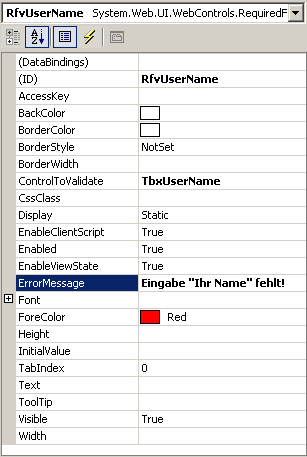 RfvUserName System.Web.UI.WebControls.RequiredF
(DataBindings)
(ID) RfvUserName
AccessKey
BackColor
BorderColor
BorderStyle NotSet
BorderWidth
ControlToValidate TbxUserName
CssClass
Display Static
EnableClientScript True
Enabled True
EnableViewState True
ErrorMessage Eingabe "Ihr Name" fehlt!
Font
ForeColor Red
Height
InitialValue
TabIndex 0
Text
ToolTip
Visible True
Width